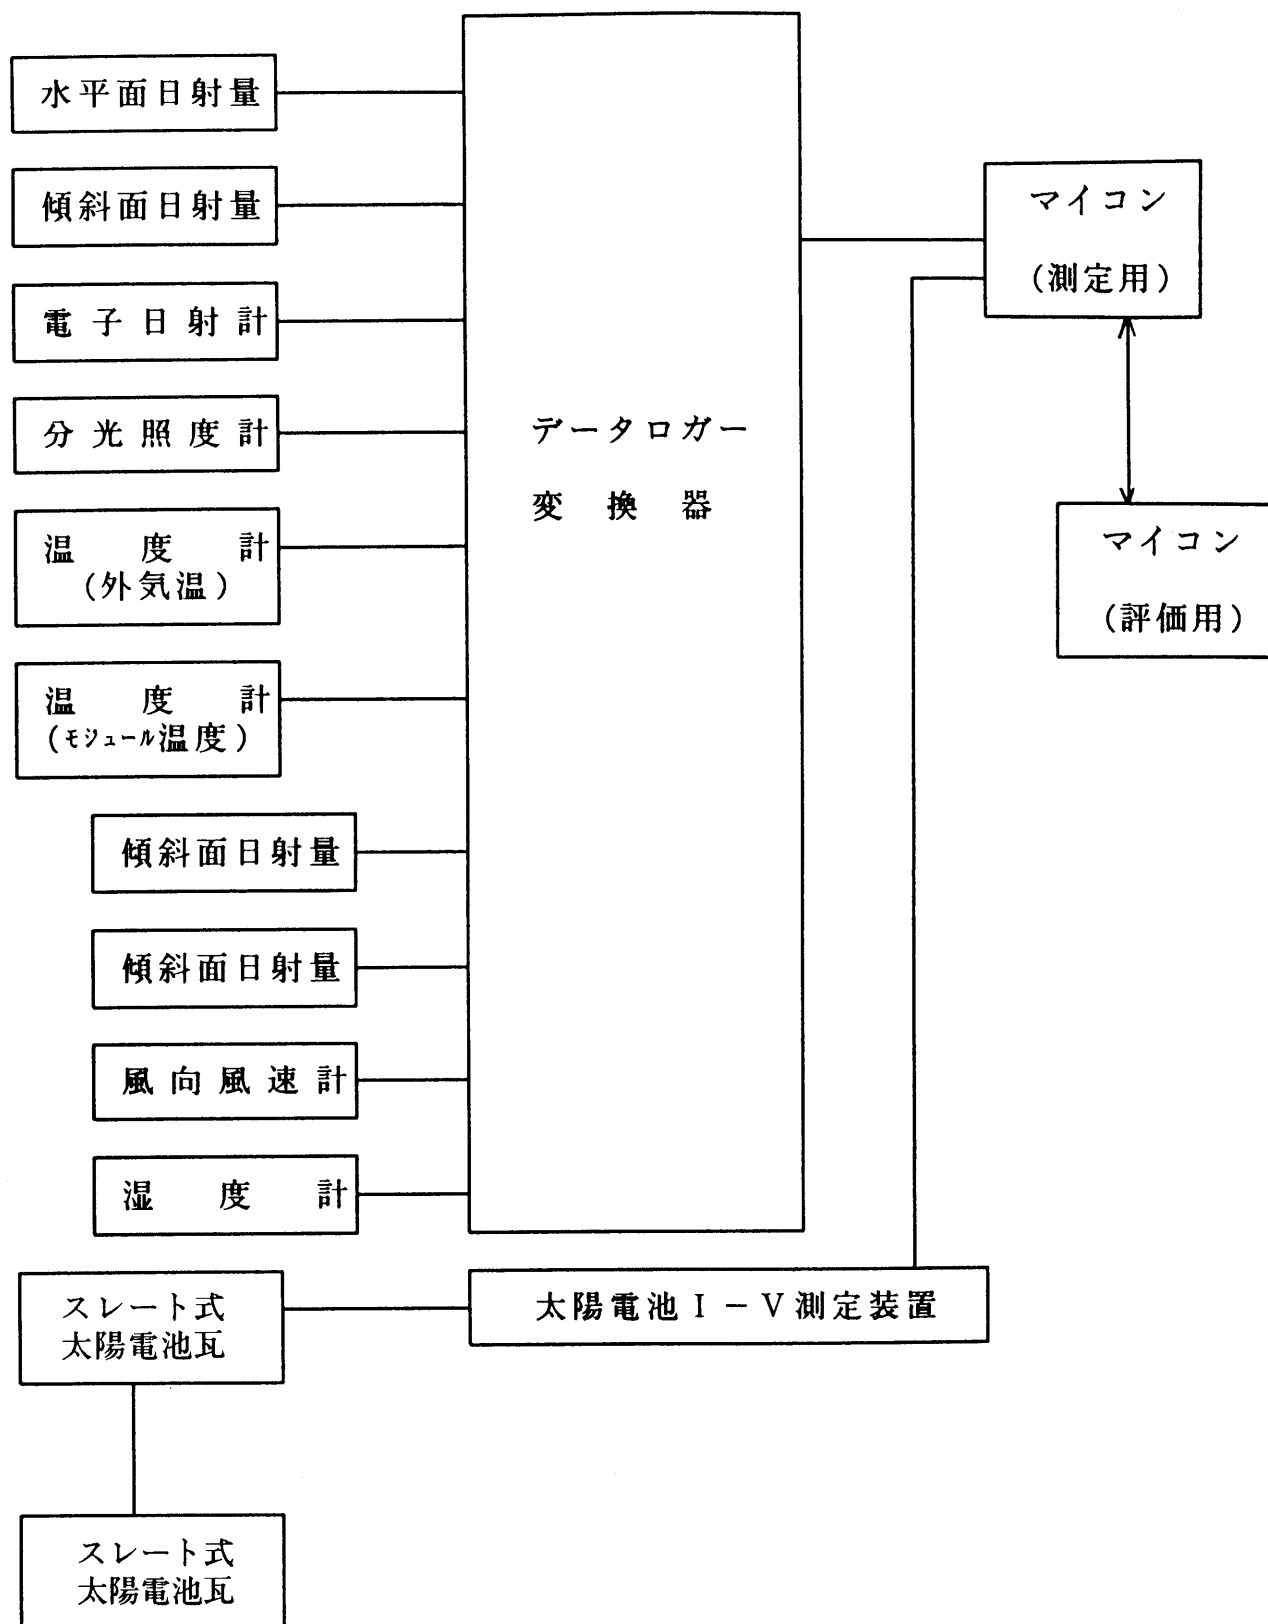 水平面日射量
傾斜面日射量
電子日射計
分光照度計
温度計
(外気温)
温度計
(モジュール温度)
傾斜面日射量
傾斜面日射量
風向風速計
湿度計
データロガー
変換器
マイコン
(測定用)
マイコン
(評価用)
太陽電池I－V測定装置
スレート式
太陽電池瓦
スレート式
太陽電池瓦